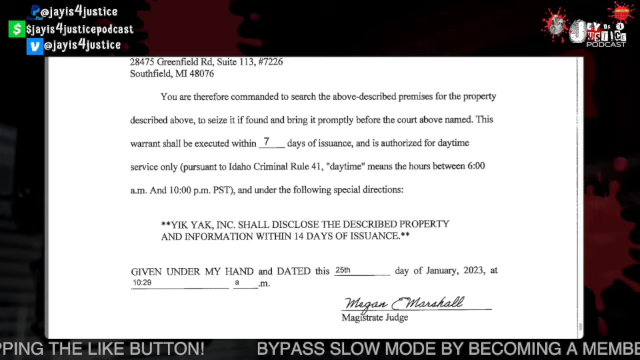 @jayis4justice
$jayis4justicepodcast
@jayis4justice
JUSTICE
PODCAST
28475 Greenfield Rd, Suite 113, #7226
Southfield, MI 48076
You are therefore commanded to search the above-described premises for the property
described above, to seize it if found and bring it promptly before the court above named. This
warrant shall be executed within 7 days of issuance, and is authorized for daytime
service only (pursuant to Idaho Criminal Rule 41, "daytime" means the hours between 6:00
a.m. And 10:00 p.m. PST), and under the following special directions:
**YIK YAK, INC. SHALL DISCLOSE THE DESCRIBED PROPERTY
AND INFORMATION WITHIN 14 DAYS OF ISSUANCE.**
GIVEN UNDER MY HAND and DATED this 25th day of January, 2023, at
10:29 a .m.
Megan E Marshall
Magistrate Judge
PPING THE LIKE BUTTON! BYPASS SLOW MODE BY BECOMING A MEMBE